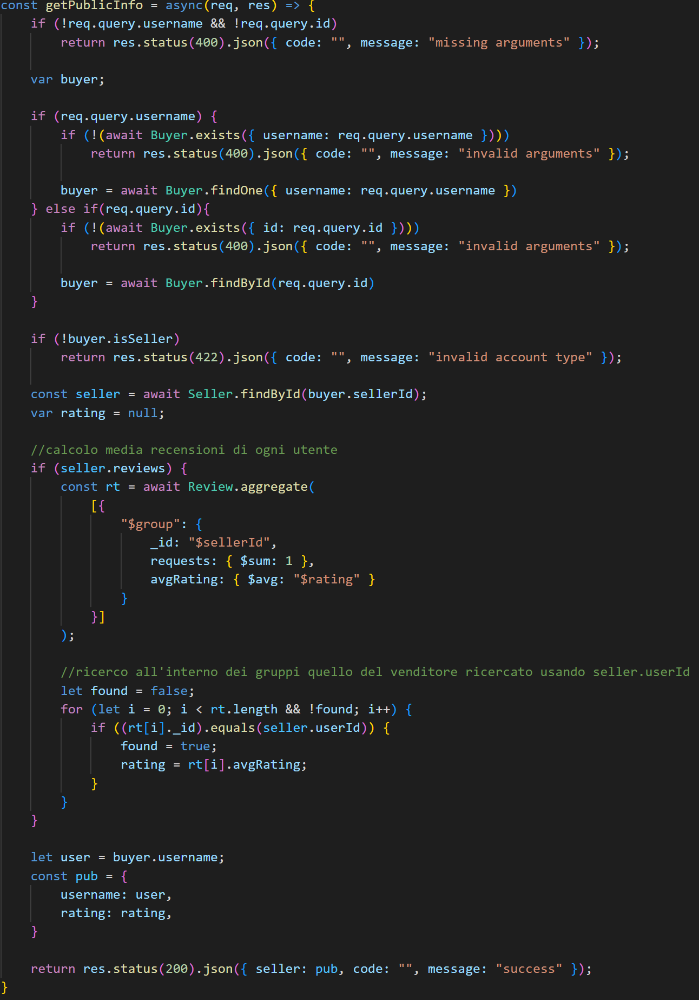 const getPublicInfo = async(req, res) => {
    if (!req.query.username && !req.query.id)
        return res.status(400).json({ code: "", message: "missing arguments" });

    var buyer;

    if (req.query.username) {
        if (!(await Buyer.exists({ username: req.query.username })))
            return res.status(400).json({ code: "", message: "invalid arguments" });

        buyer = await Buyer.findOne({ username: req.query.username })
    } else if(req.query.id){
        if (!(await Buyer.exists({ id: req.query.id })))
            return res.status(400).json({ code: "", message: "invalid arguments" });

        buyer = await Buyer.findById(req.query.id)
    }

    if (!buyer.isSeller)
        return res.status(422).json({ code: "", message: "invalid account type" });

    const seller = await Seller.findById(buyer.sellerId);
    var rating = null;

    //calcolo media recensioni di ogni utente
    if (seller.reviews) {
        const rt = await Review.aggregate(
            [{
                "$group": {
                    _id: "$sellerId",
                    requests: { $sum: 1 },
                    avgRating: { $avg: "$rating" }
                }
            }]
        );

        //ricerco all'interno dei gruppi quello del venditore ricercato usando seller.userId
        let found = false;
        for (let i = 0; i < rt.length && !found; i++) {
            if ((rt[i]._id).equals(seller.userId)) {
                found = true;
                rating = rt[i].avgRating;
            }
        }
    }

    let user = buyer.username;
    const pub = {
        username: user,
        rating: rating,
    }

    return res.status(200).json({ seller: pub, code: "", message: "success" });
}